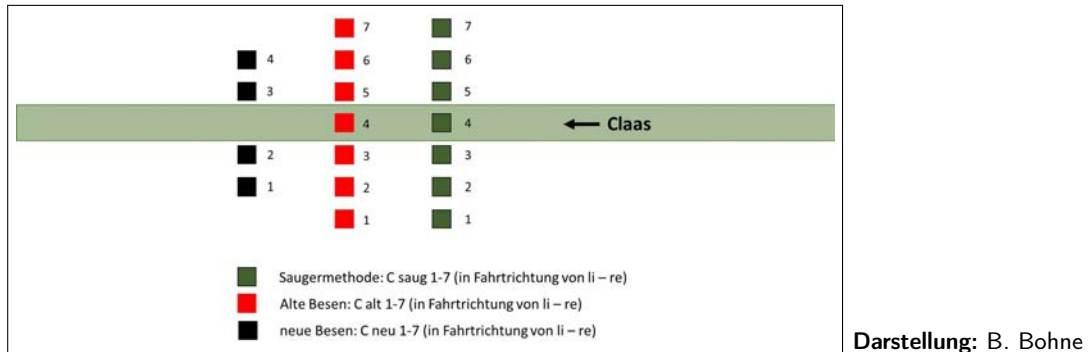 7 7
4 6 6
3 5 5
4 4 Claas
2 3 3
1 2 2
1 1
Saugermethode: C saug 1-7 (in Fahrtrichtung von li – re)
Alte Besen: C alt 1-7 (in Fahrtrichtung von li – re)
neue Besen: C neu 1-7 (in Fahrtrichtung von li – re)
Darstellung: B. Bohne